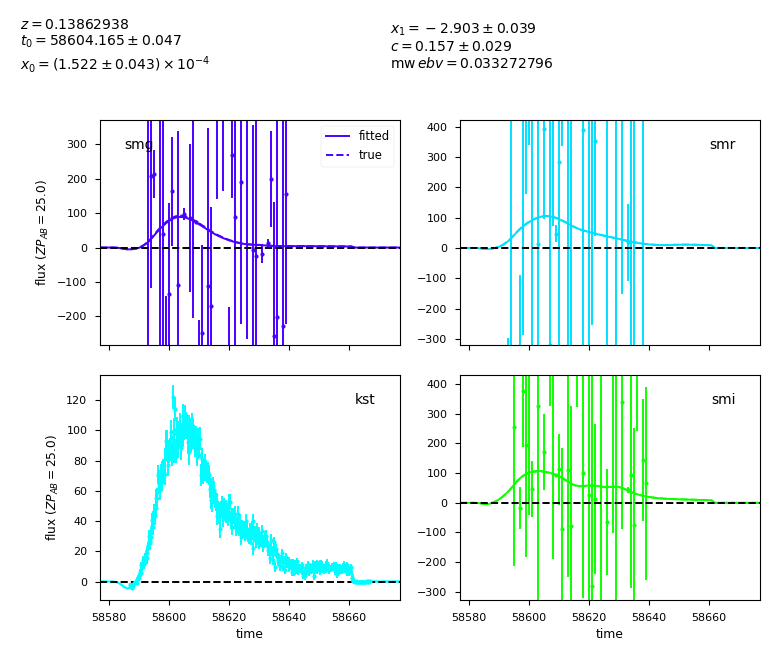 z = 0.13862938
t₀ = 58604.165 ± 0.047
x₀ = (1.522 ± 0.043) × 10⁻⁴
x₁ = −2.903 ± 0.039
c = 0.157 ± 0.029
mw ebv = 0.033272796
smg
fitted
true
flux (ZP_AB = 25.0)
300
200
100
0
−100
−200
smr
400
300
200
100
0
−100
−200
−300
kst
flux (ZP_AB = 25.0)
120
100
80
60
40
20
0
58580 58600 58620 58640 58660
time
smi
400
300
200
100
0
−100
−200
−300
58580 58600 58620 58640 58660
time